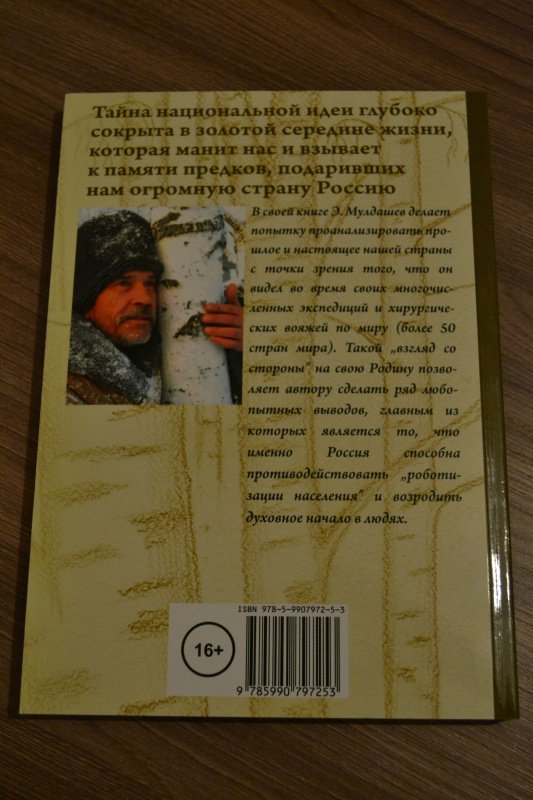 Тайна национальной идеи глубоко
сокрыта в золотой середине жизни,
которая манит нас и взывает
к памяти предков, подаривших
нам огромную страну Россию
В своей книге Э. Мулдашев делает
попытку проанализировать про-
шлое и настоящее нашей страны
с точки зрения того, что он
видел во время своих многочис-
ленных экспедиций и хирургиче-
ских вояжей по миру (более 50
стран мира). Такой „взгляд со
стороны" на свою Родину позво-
ляет автору сделать ряд любо-
пытных выводов, главным из
которых является то, что
именно Россия способна
противодействовать „роботи-
зации населения" и возродить
духовное начало в людях.
ISBN 978-5-9907972-5-3
16+
9 785990 797253